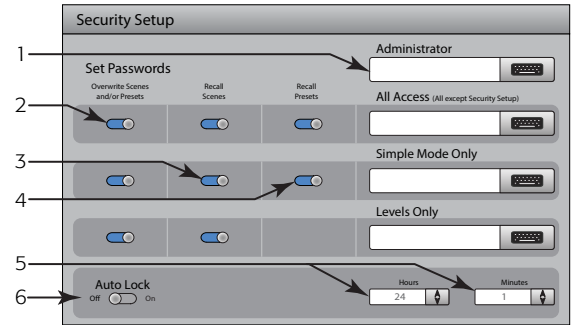 Security Setup
1
Administrator
Set Passwords
Overwrite Scenes
and/or Presets
Recall
Scenes
Recall
Presets
All Access (All except Security Setup)
2
Simple Mode Only
3
4
Levels Only
5
Auto Lock
Hours
Minutes
6
Off
On
24
1